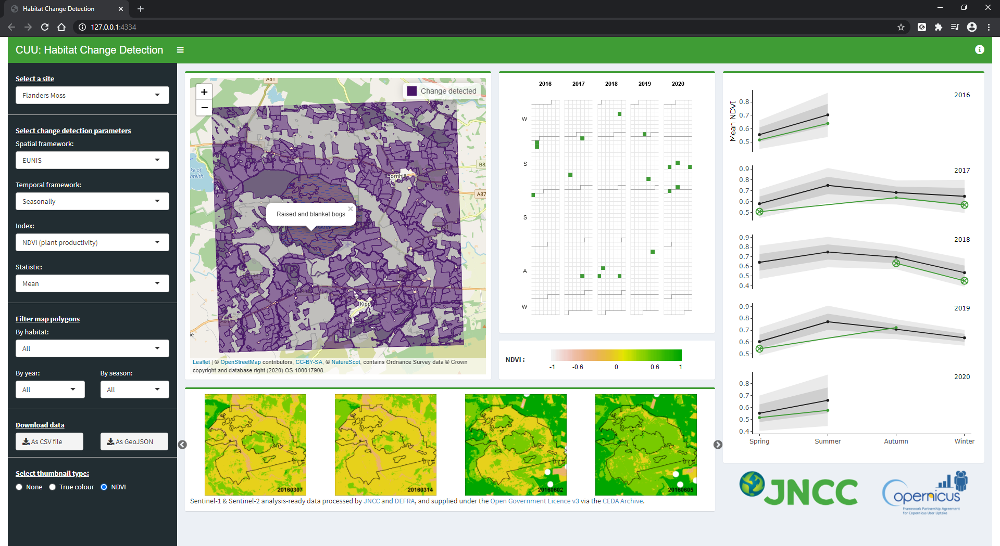 Habitat Change Detection
127.0.0.1:4334
CUU: Habitat Change Detection
Select a site
Flanders Moss
Select change detection parameters
Spatial framework:
EUNIS
Temporal framework:
Seasonally
Index:
NDVI (plant productivity)
Statistic:
Mean
Filter map polygons
By habitat:
All
By year:
By season:
All
All
Download data
As CSV file
As GeoJSON
Select thumbnail type:
None
True colour
NDVI
+
−
A81
Change detected
B82
A87
Thornhill
Raised and blanket bogs
×
Kipp
Leaflet | © OpenStreetMap contributors, CC-BY-SA, © NatureScot, contains Ordnance Survey data © Crown
copyright and database right (2020) OS 100017908
2016 2017 2018 2019 2020
W
S
S
A
W
NDVI :
-1 -0.6 0 0.6 1
20160307
20160314
20160602
20160605
Sentinel-1 & Sentinel-2 analysis-ready data processed by JNCC and DEFRA, and supplied under the Open Government Licence v3 via the CEDA Archive.
Mean NDVI
2016
0.8
0.7
0.6
0.5
2017
0.9
0.8
0.7
0.6
0.5
2018
0.9
0.8
0.7
0.6
0.5
0.4
2019
0.9
0.8
0.7
0.6
0.5
2020
0.8
0.7
0.6
0.5
0.4
Spring Summer Autumn Winter
JNCC
opernicus
Framework Partnership Agreement
for Copernicus User Uptake